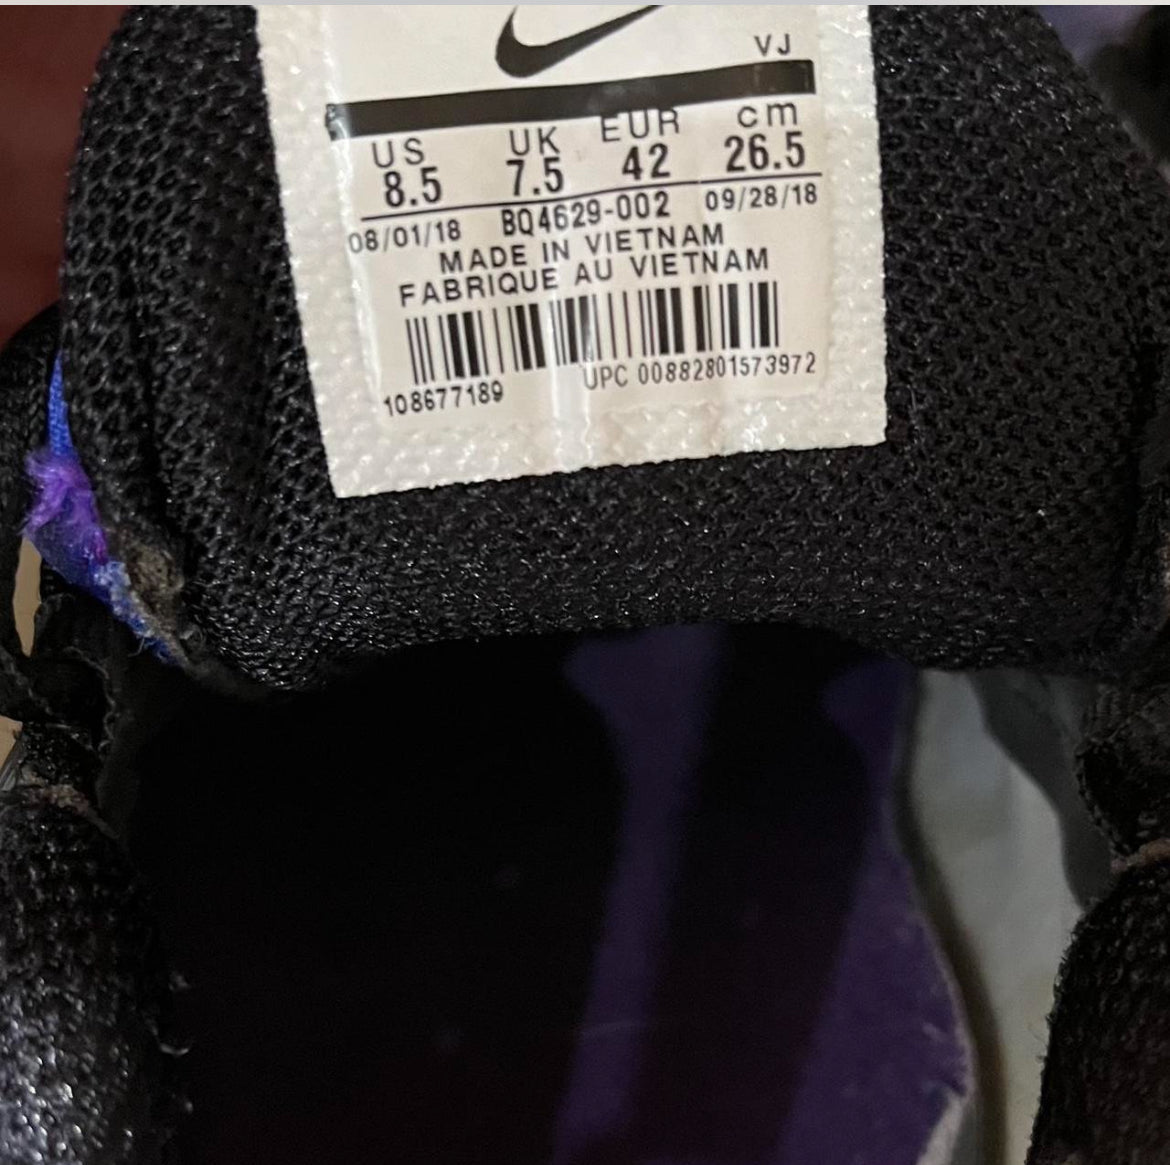 VJ
US UK EUR cm
8.5 7.5 42 26.5
08/01/18 BQ4629-002 09/28/18
MADE IN VIETNAM
FABRIQUE AU VIETNAM
108677189 UPC 00882801573972